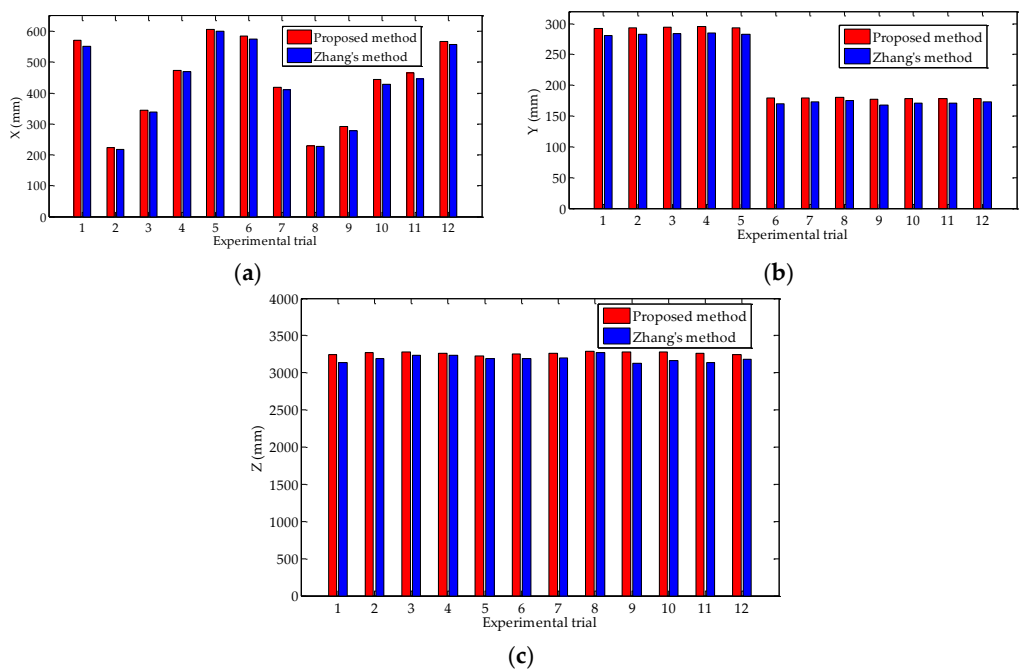 600
500
400
300
200
100
0
X (mm)
Proposed method
Zhang's method
1 2 3 4 5 6 7 8 9 10 11 12
Experimental trial
(a)
300
250
200
150
100
50
0
Y (mm)
Proposed method
Zhang's method
1 2 3 4 5 6 7 8 9 10 11 12
Experimental trial
(b)
4000
3500
3000
2500
2000
1500
1000
500
0
Z (mm)
Proposed method
Zhang's method
1 2 3 4 5 6 7 8 9 10 11 12
Experimental trial
(c)